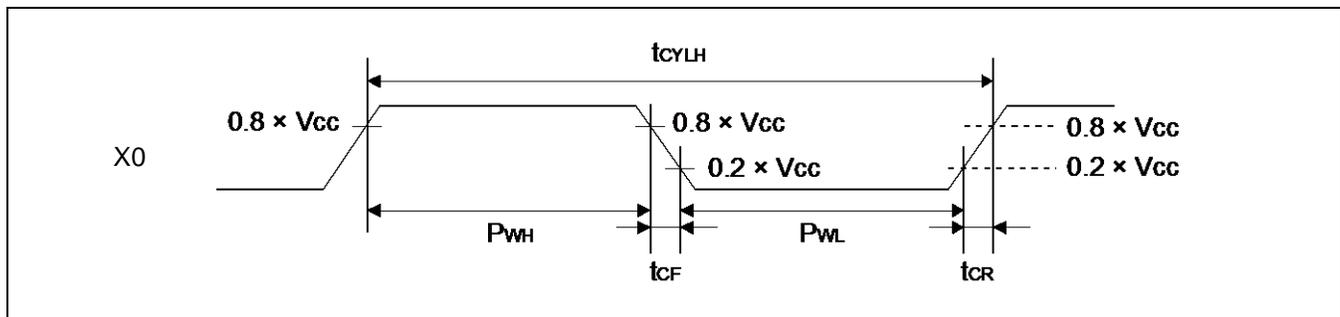 tCYLH
0.8 × VCC
0.8 × VCC
0.8 × VCC
X0
0.2 × VCC
0.2 × VCC
PWH
PWL
tCF
tCR